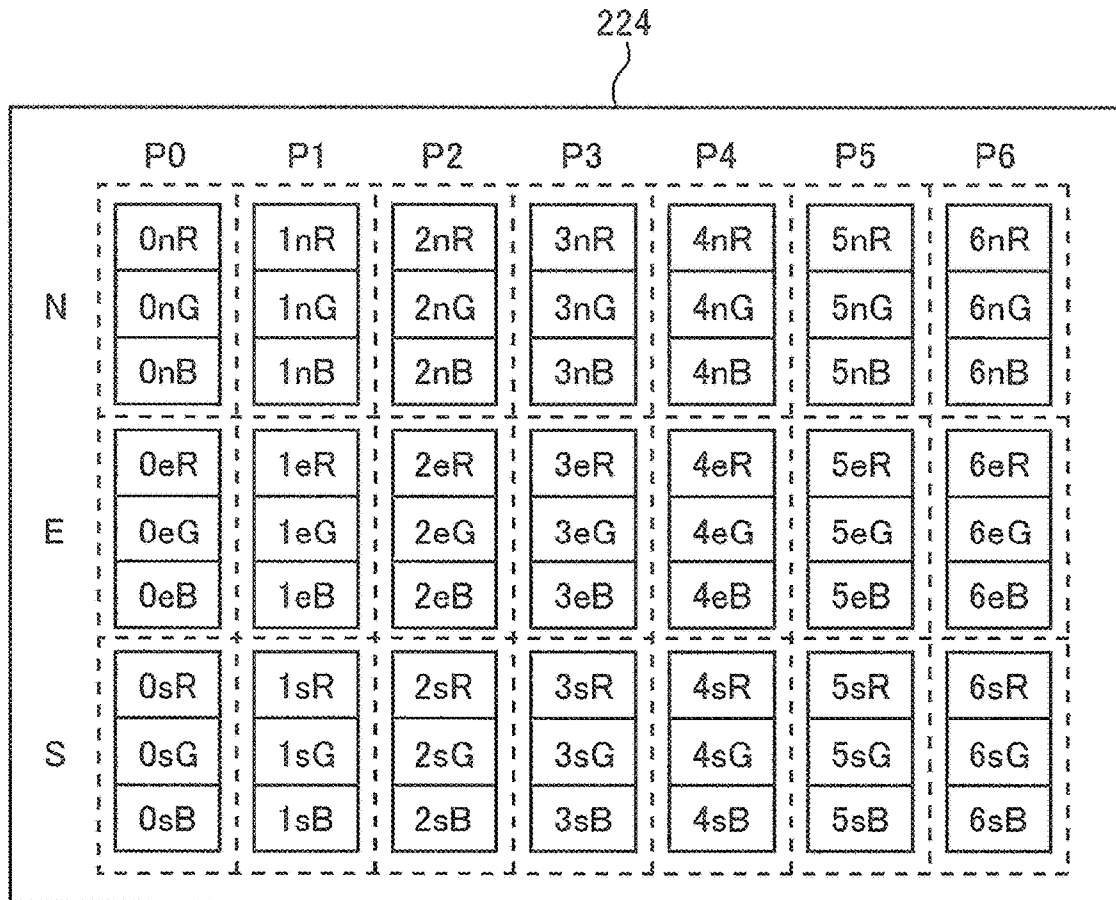 224
P0 P1 P2 P3 P4 P5 P6
0nR 1nR 2nR 3nR 4nR 5nR 6nR
N 0nG 1nG 2nG 3nG 4nG 5nG 6nG
0nB 1nB 2nB 3nB 4nB 5nB 6nB
0eR 1eR 2eR 3eR 4eR 5eR 6eR
E 0eG 1eG 2eG 3eG 4eG 5eG 6eG
0eB 1eB 2eB 3eB 4eB 5eB 6eB
0sR 1sR 2sR 3sR 4sR 5sR 6sR
S 0sG 1sG 2sG 3sG 4sG 5sG 6sG
0sB 1sB 2sB 3sB 4sB 5sB 6sB